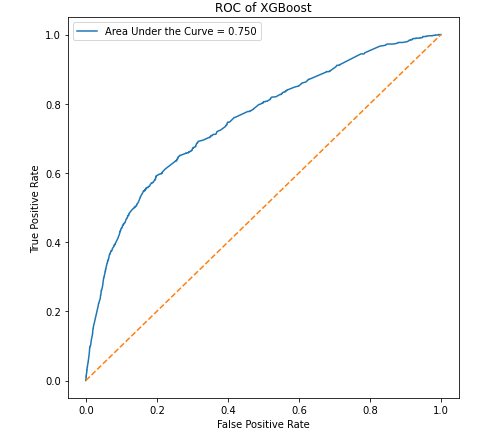 ROC of XGBoost
Area Under the Curve = 0.750
True Positive Rate
1.0
0.8
0.6
0.4
0.2
0.0
0.0 0.2 0.4 0.6 0.8 1.0
False Positive Rate